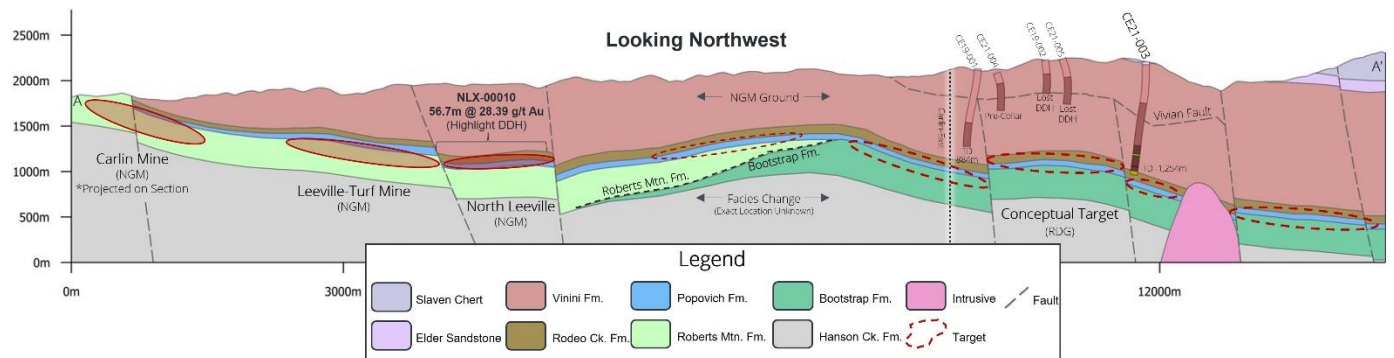 2500m
2000m
1500m
1000m
500m
0m
0m
3000m
12000m
Looking Northwest
A
A'
NLX-00010
56.7m @ 28.39 g/t Au
(Highlight DDH)
NGM Ground
Carlin Mine
(NGM)
*Projected on Section
Leeville-Turf Mine
(NGM)
North Leeville
(NGM)
Roberts Mtn. Fm.
Bootstrap Fm.
Facies Change
(Exact Location Unknown)
CE19-001
CE21-004
CE19-002
CE21-005
CE21-003
Pre-Collar
Lost
DDH
Lost
DDH
TD
TD 1,254m
Vivian Fault
Conceptual Target
(RDG)
Legend
Slaven Chert
Vinini Fm.
Popovich Fm.
Bootstrap Fm.
Intrusive
Fault
Elder Sandstone
Rodeo Ck. Fm.
Roberts Mtn. Fm.
Hanson Ck. Fm.
Target